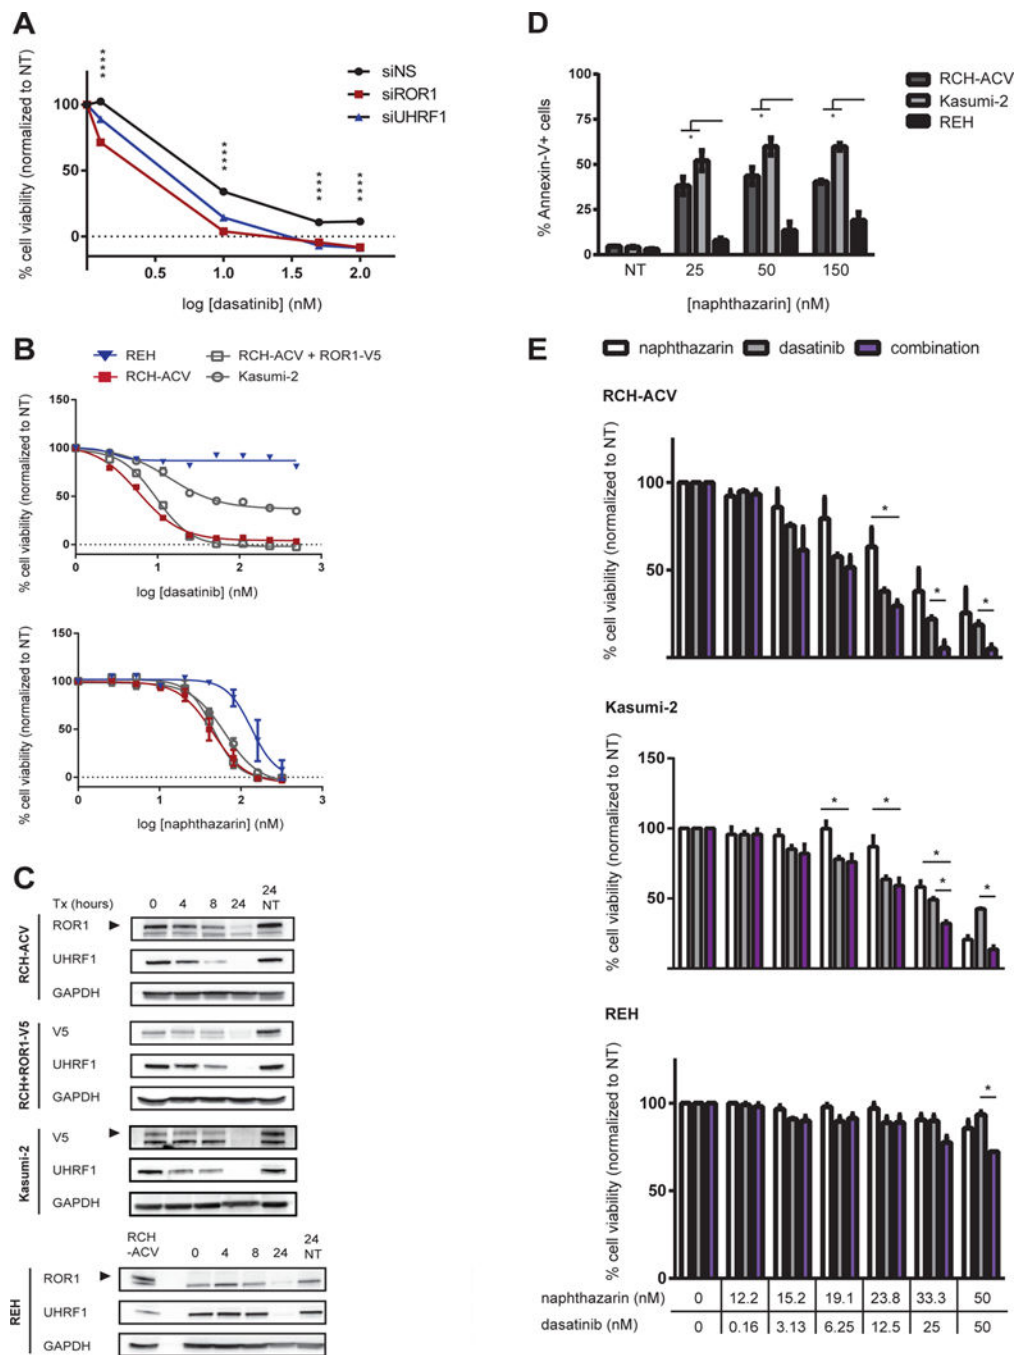 A
% cell viability (normalized to NT)
100
50
0
****
****
****
****
siNS
siROR1
siUHRF1
0.5 1.0 1.5 2.0
log [dasatinib] (nM)
B
REH
RCH-ACV
RCH-ACV + ROR1-V5
Kasumi-2
% cell viability (normalized to NT)
150
100
50
0
0 1 2 3
log [dasatinib] (nM)
% cell viability (normalized to NT)
150
100
50
0
0 1 2 3
log [naphthazarin] (nM)
C
Tx (hours) 0 4 8 24 24 NT
RCH-ACV
ROR1
UHRF1
GAPDH
RCH+ROR1-V5
V5
UHRF1
GAPDH
Kasumi-2
V5
UHRF1
GAPDH
RCH
-ACV 0 4 8 24 24 NT
REH
ROR1
UHRF1
GAPDH
D
% Annexin-V+ cells
100
75
50
25
0
* * *
RCH-ACV
Kasumi-2
REH
NT 25 50 150
[naphthazarin] (nM)
E
naphthazarin dasatinib combination
RCH-ACV
% cell viability (normalized to NT)
100
50
* * *
Kasumi-2
% cell viability (normalized to NT)
150
100
50
* * * * *
REH
% cell viability (normalized to NT)
100
50
0
*
naphthazarin (nM) 0 12.2 15.2 19.1 23.8 33.3 50
dasatinib (nM) 0 0.16 3.13 6.25 12.5 25 50